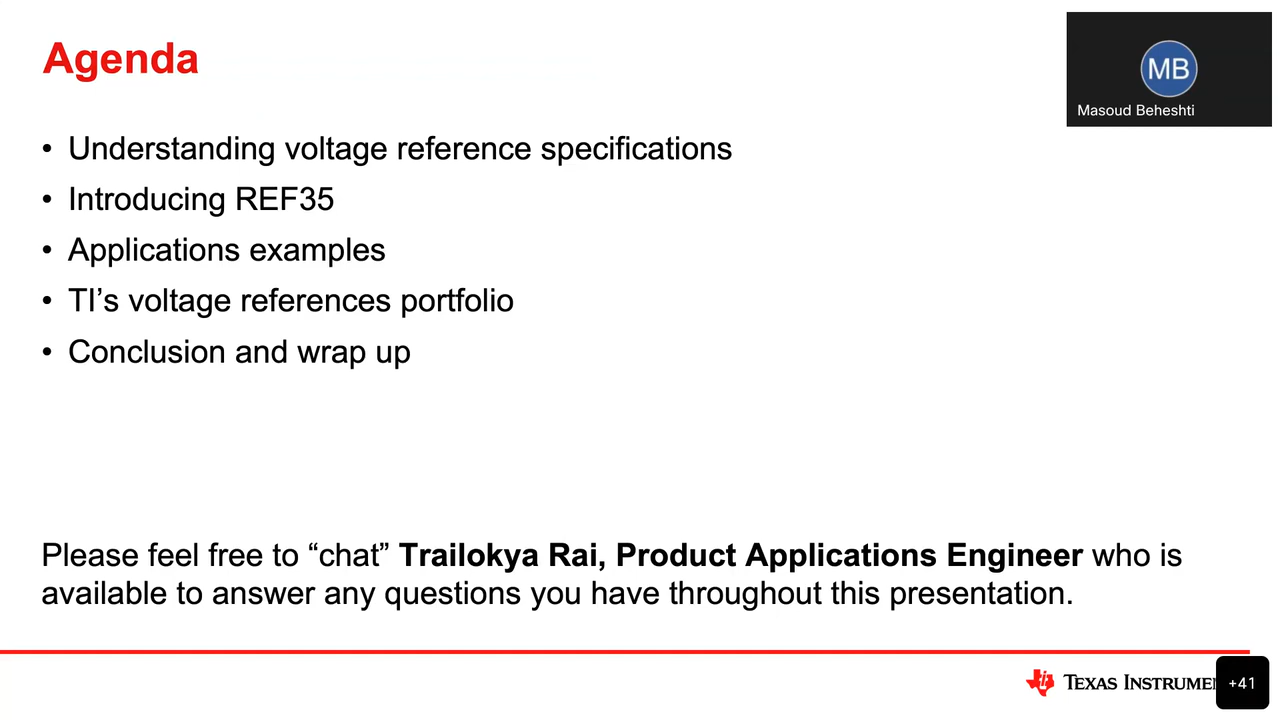 Agenda
MB
Masoud Beheshti
• Understanding voltage reference specifications
• Introducing REF35
• Applications examples
• TI’s voltage references portfolio
• Conclusion and wrap up
Please feel free to “chat” Trailokya Rai, Product Applications Engineer who is
available to answer any questions you have throughout this presentation.
TEXAS INSTRUME
+41